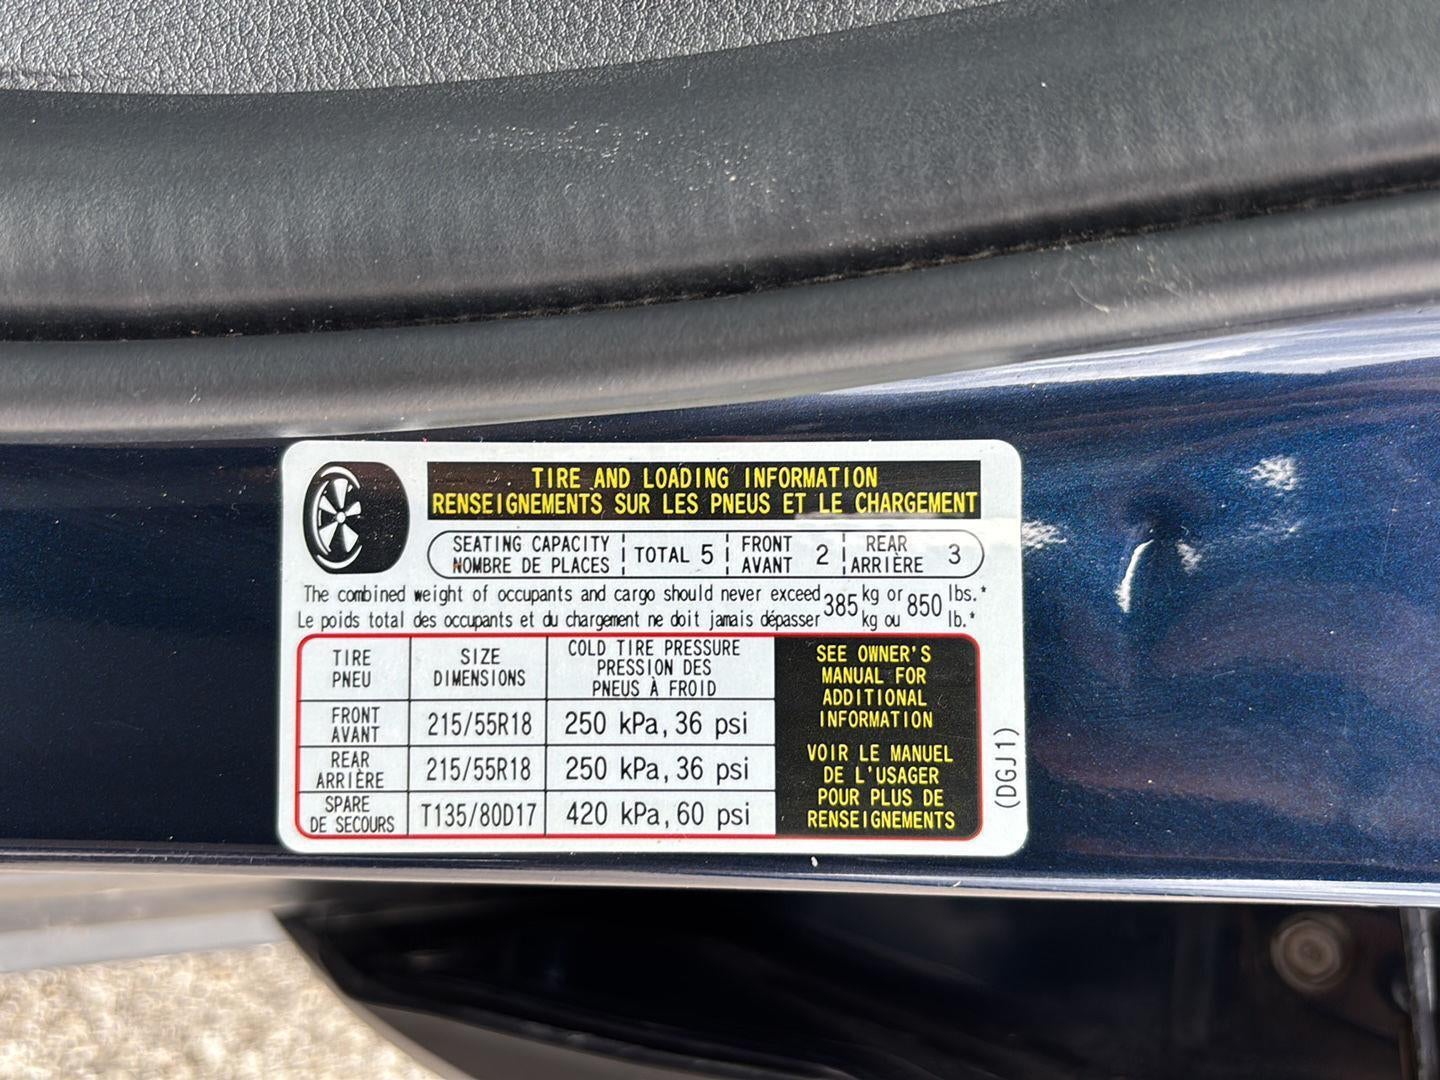 TIRE AND LOADING INFORMATION
RENSEIGNEMENTS SUR LES PNEUS ET LE CHARGEMENT
SEATING CAPACITY
NOMBRE DE PLACES
TOTAL 5
FRONT
AVANT
2
REAR
ARRIÈRE
3
The combined weight of occupants and cargo should never exceed 385 kg or 850 lbs.*
Le poids total des occupants et du chargement ne doit jamais dépasser 385 kg ou 850 lb.*
TIRE
PNEU
SIZE
DIMENSIONS
COLD TIRE PRESSURE
PRESSION DES
PNEUS À FROID
FRONT
AVANT
215/55R18
250 kPa, 36 psi
REAR
ARRIÈRE
215/55R18
250 kPa, 36 psi
SPARE
DE SECOURS
T135/80D17
420 kPa, 60 psi
SEE OWNER'S
MANUAL FOR
ADDITIONAL
INFORMATION
VOIR LE MANUEL
DE L'USAGER
POUR PLUS DE
RENSEIGNEMENTS
(DGJ1)